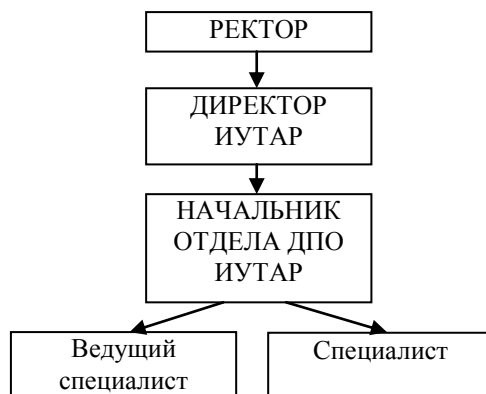 РЕКТОР
ДИРЕКТОР
ИУТАР
НАЧАЛЬНИК
ОТДЕЛА ДПО
ИУТАР
Ведущий
специалист
Специалист